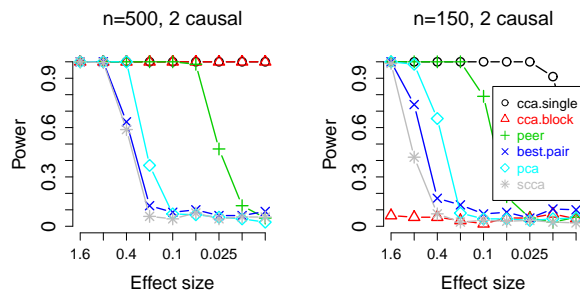 n=500, 2 causal
Power
0
0.3
0.6
0.9
1.6
0.4
0.1
0.025
Effect size
n=150, 2 causal
Power
0
0.3
0.6
0.9
cca.single
cca.block
peer
best.pair
pca
scca
1.6
0.4
0.1
0.025
Effect size